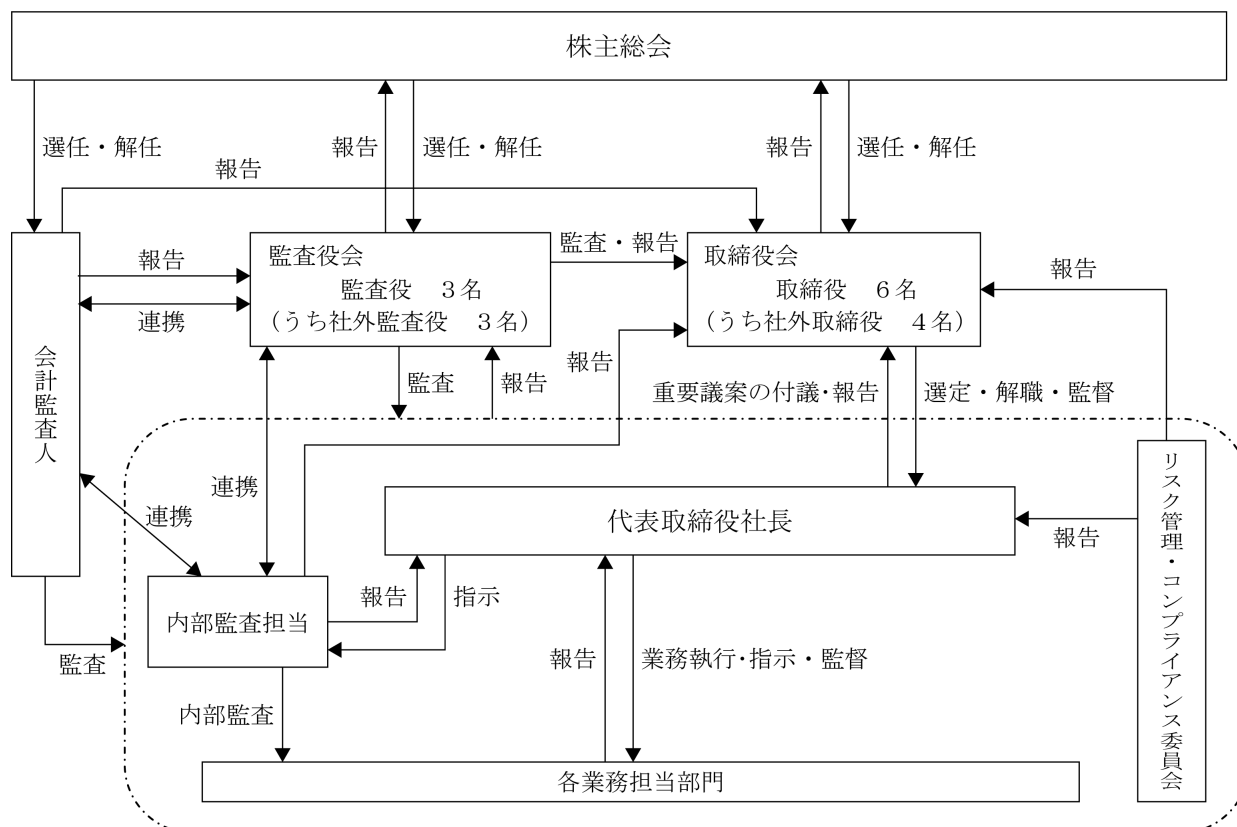 株主総会
選任・解任
報告
選任・解任
報告
選任・解任
報告
監査役会
監査役　3名
(うち社外監査役　3名)
監査・報告
取締役会
取締役　6名
(うち社外取締役　4名)
報告
報告
連携
会計監査人
監査
報告
報告
重要議案の付議・報告
選定・解職・監督
連携
連携
代表取締役社長
報告
リスク管理・コンプライアンス委員会
内部監査担当
報告
指示
監査
報告
業務執行・指示・監督
内部監査
各業務担当部門